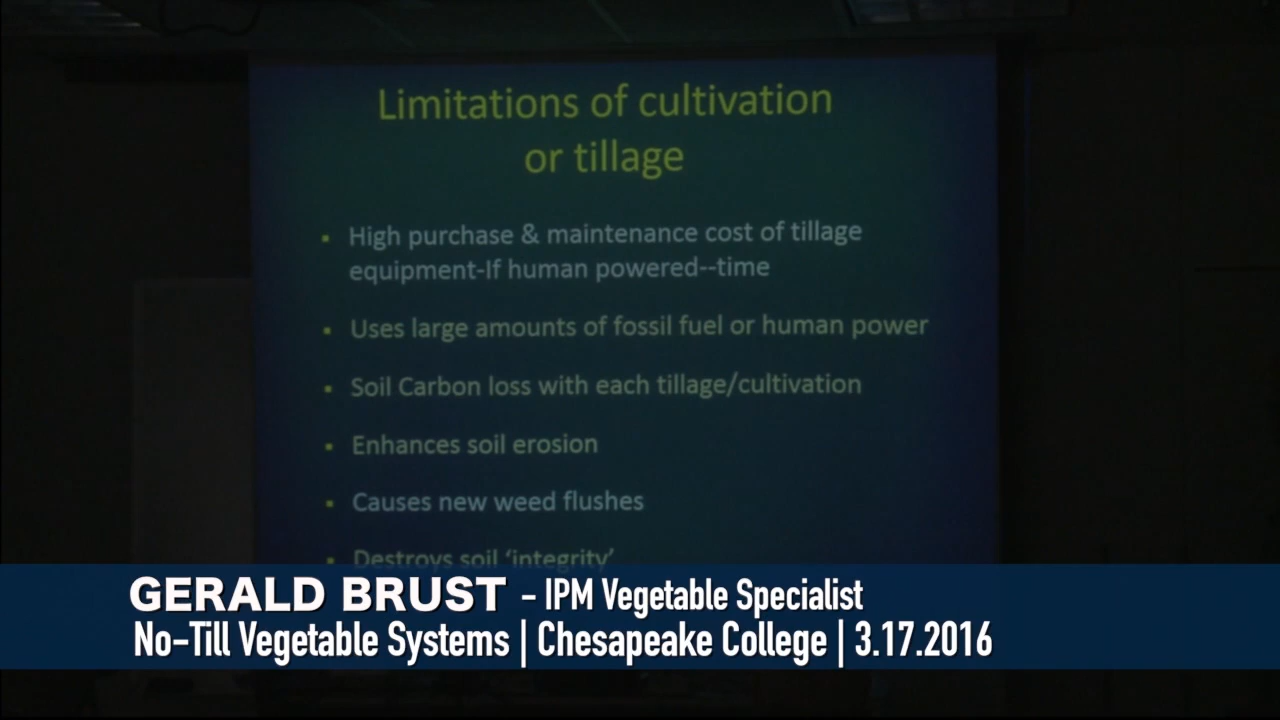 Limitations of cultivation
or tillage
▪ High purchase & maintenance cost of tillage
equipment-If human powered--time
▪ Uses large amounts of fossil fuel or human power
▪ Soil Carbon loss with each tillage/cultivation
▪ Enhances soil erosion
▪ Causes new weed flushes
▪ Destroys soil ‘integrity’
GERALD BRUST - IPM Vegetable Specialist
No-Till Vegetable Systems | Chesapeake College | 3.17.2016